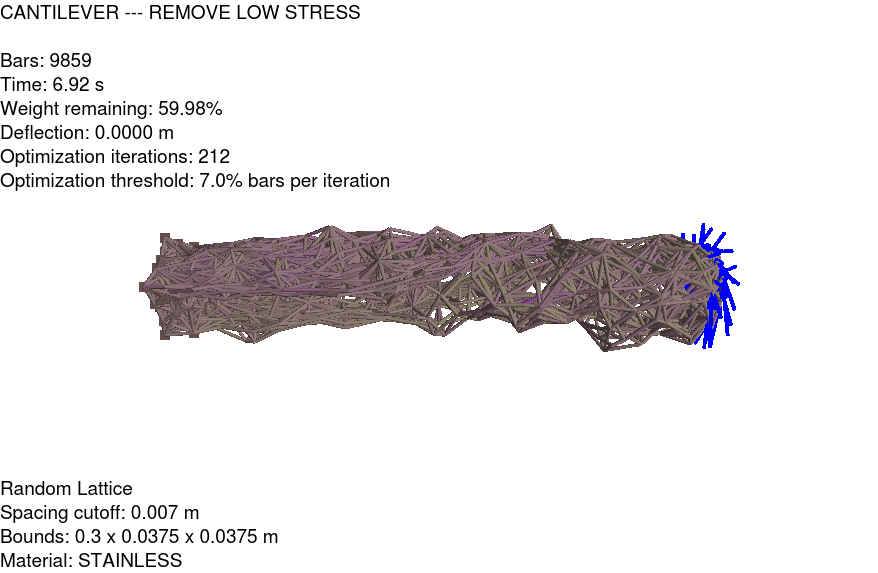 CANTILEVER --- REMOVE LOW STRESS
Bars: 9859
Time: 6.92 s
Weight remaining: 59.98%
Deflection: 0.0000 m
Optimization iterations: 212
Optimization threshold: 7.0% bars per iteration
Random Lattice
Spacing cutoff: 0.007 m
Bounds: 0.3 x 0.0375 x 0.0375 m
Material: STAINLESS